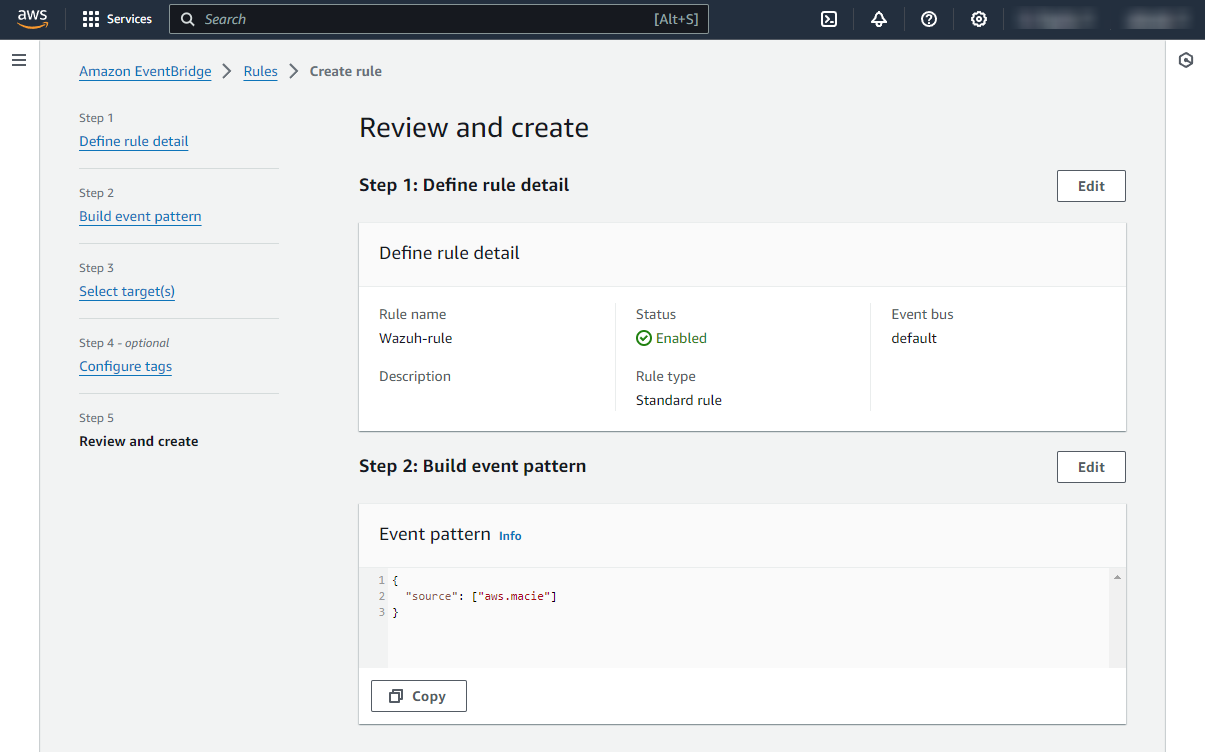 aws
Services
Search
[Alt+S]
Amazon EventBridge
Rules
Create rule
Step 1
Define rule detail
Step 2
Build event pattern
Step 3
Select target(s)
Step 4 - optional
Configure tags
Step 5
Review and create
Review and create
Step 1: Define rule detail
Edit
Define rule detail
Rule name
Wazuh-rule
Description
Status
Enabled
Rule type
Standard rule
Event bus
default
Step 2: Build event pattern
Edit
Event pattern Info
1 {
2 "source": ["aws.macie"]
3 }
Copy